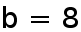 b = 8